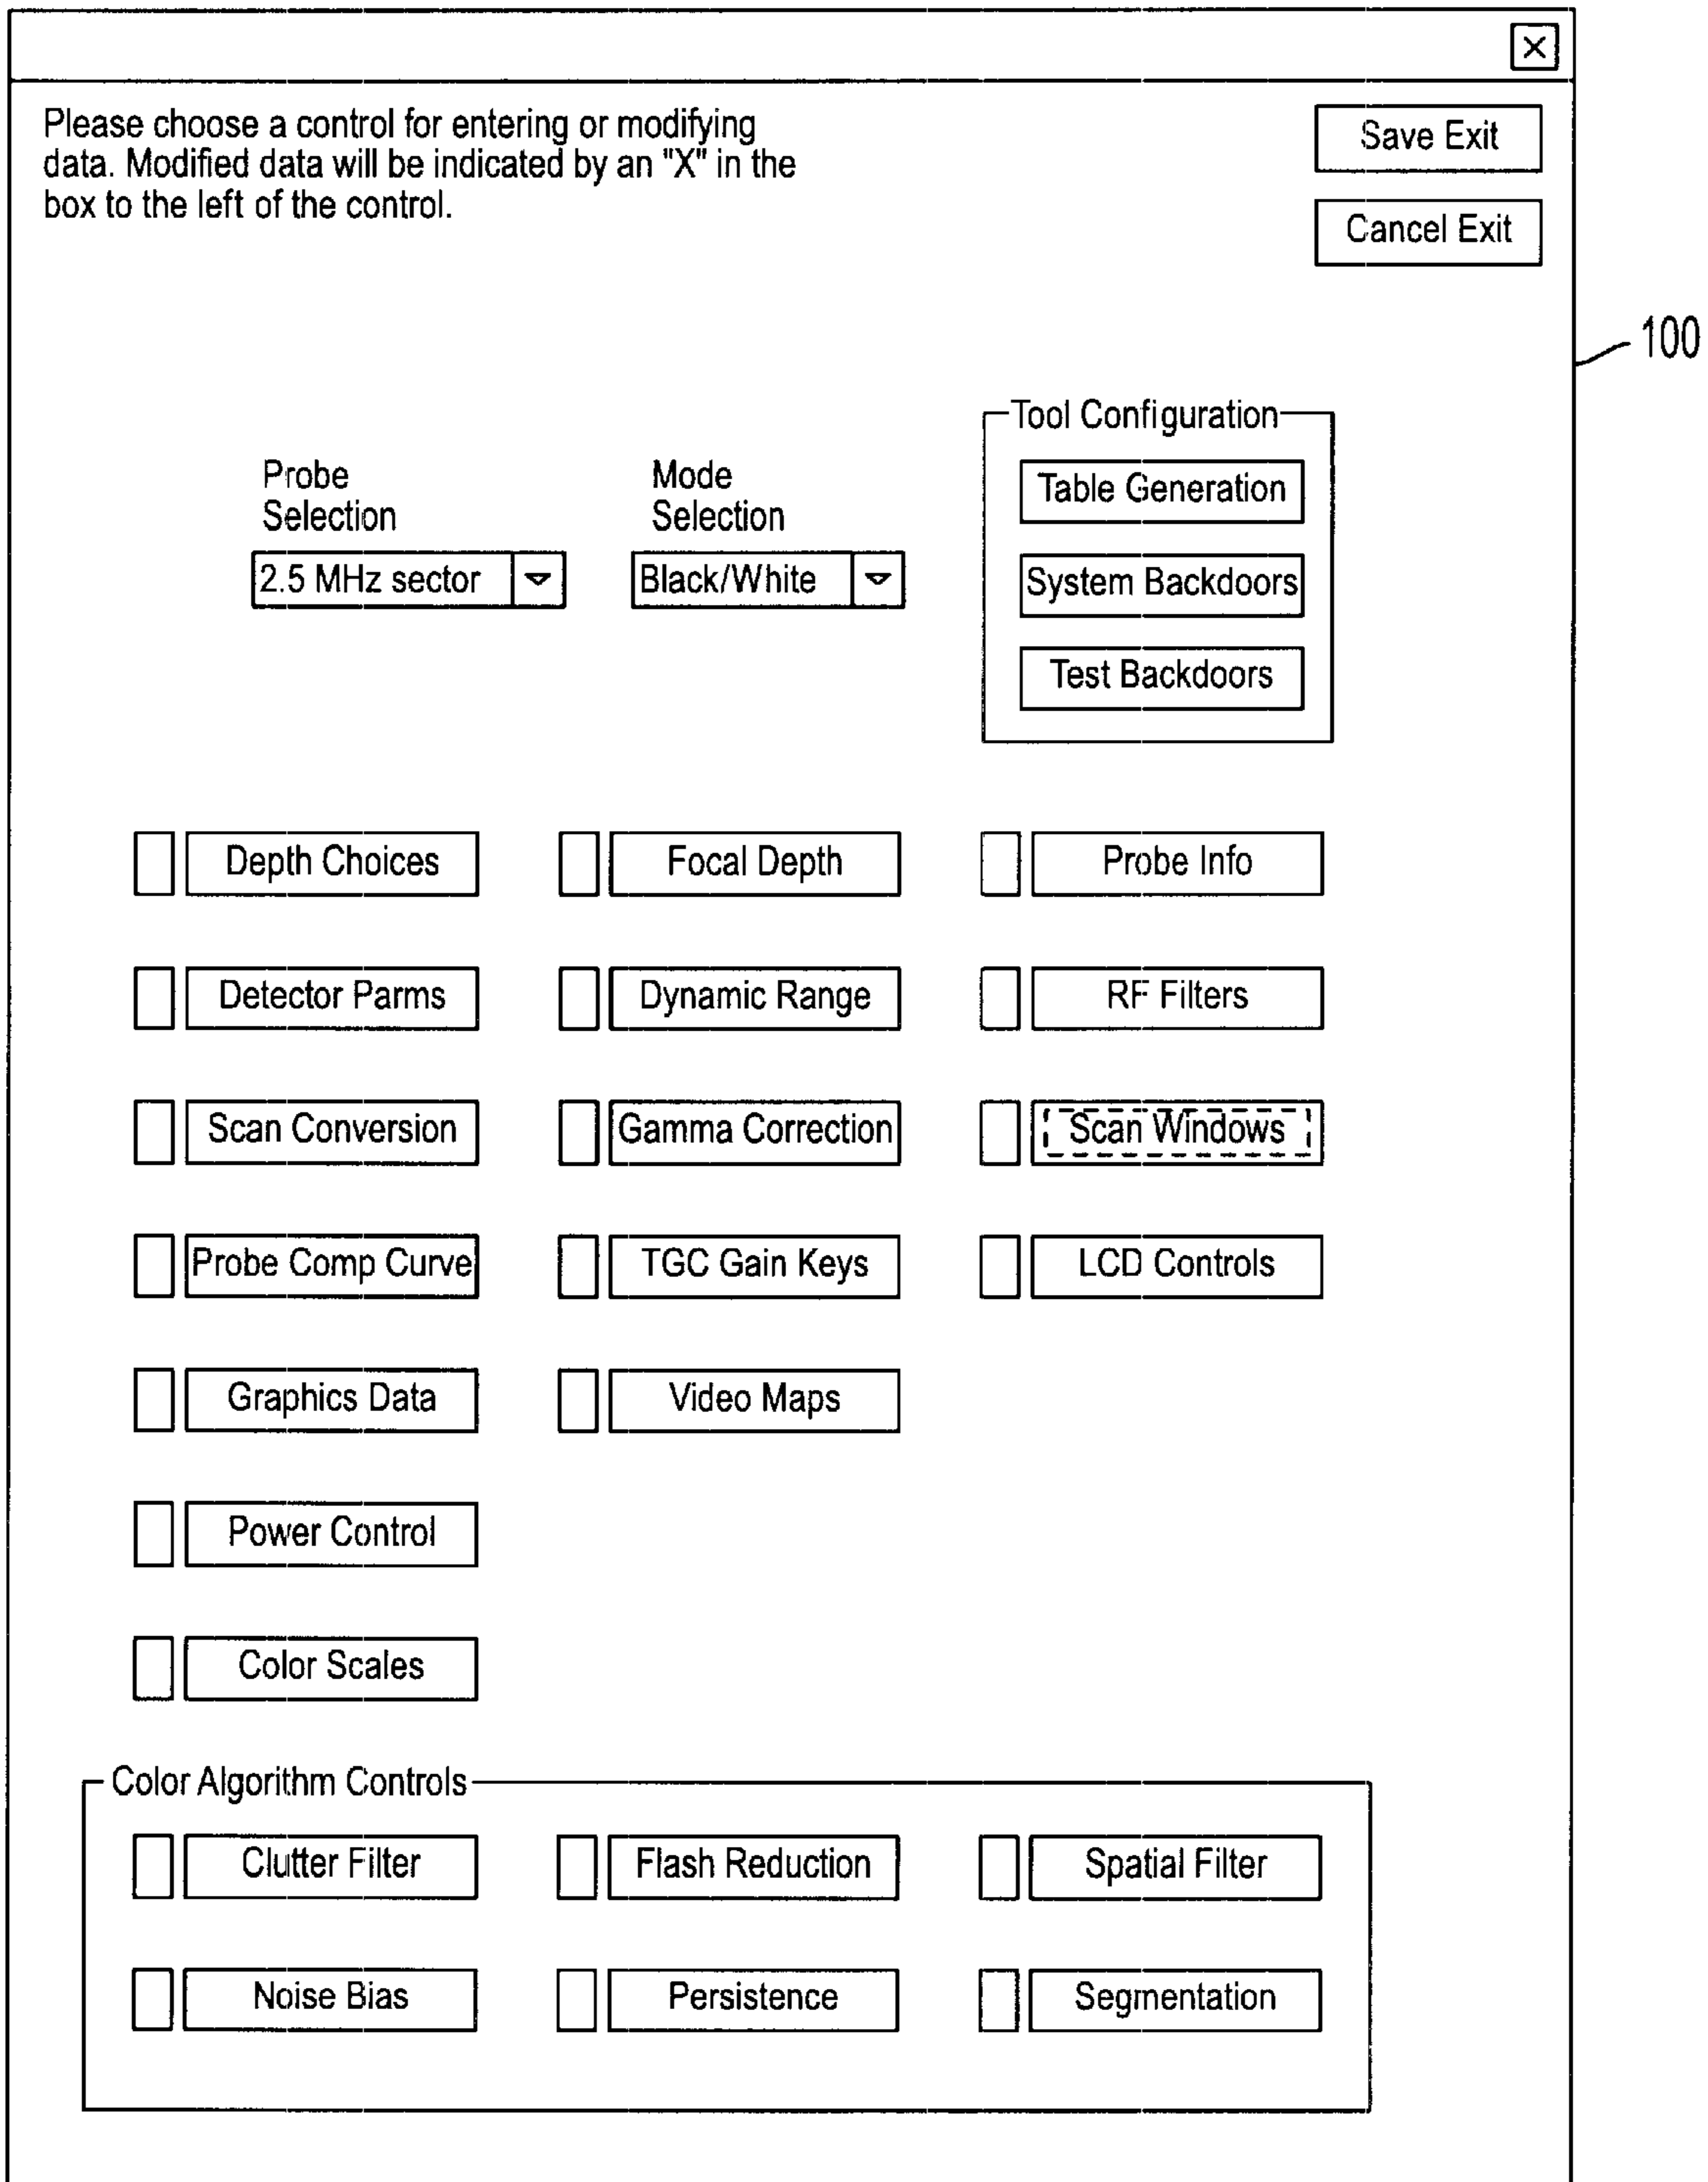 Please choose a control for entering or modifying
data. Modified data will be indicated by an "X" in the
box to the left of the control.
Save Exit
Cancel Exit
100
Probe
Selection
2.5 MHz sector
Mode
Selection
Black/White
Tool Configuration
Table Generation
System Backdoors
Test Backdoors
Depth Choices
Focal Depth
Probe Info
Detector Parms
Dynamic Range
RF Filters
Scan Conversion
Gamma Correction
Scan Windows
Probe Comp Curve
TGC Gain Keys
LCD Controls
Graphics Data
Video Maps
Power Control
Color Scales
Color Algorithm Controls
Clutter Filter
Flash Reduction
Spatial Filter
Noise Bias
Persistence
Segmentation